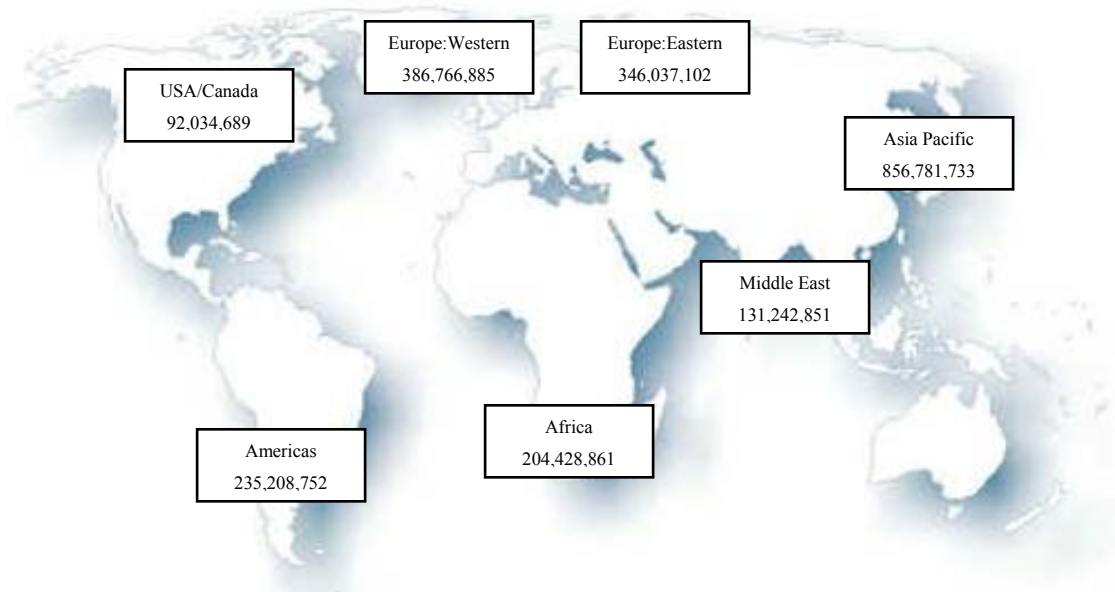 Europe:Western
386,766,885
Europe:Eastern
346,037,102
USA/Canada
92,034,689
Asia Pacific
856,781,733
Middle East
131,242,851
Africa
204,428,861
Americas
235,208,752